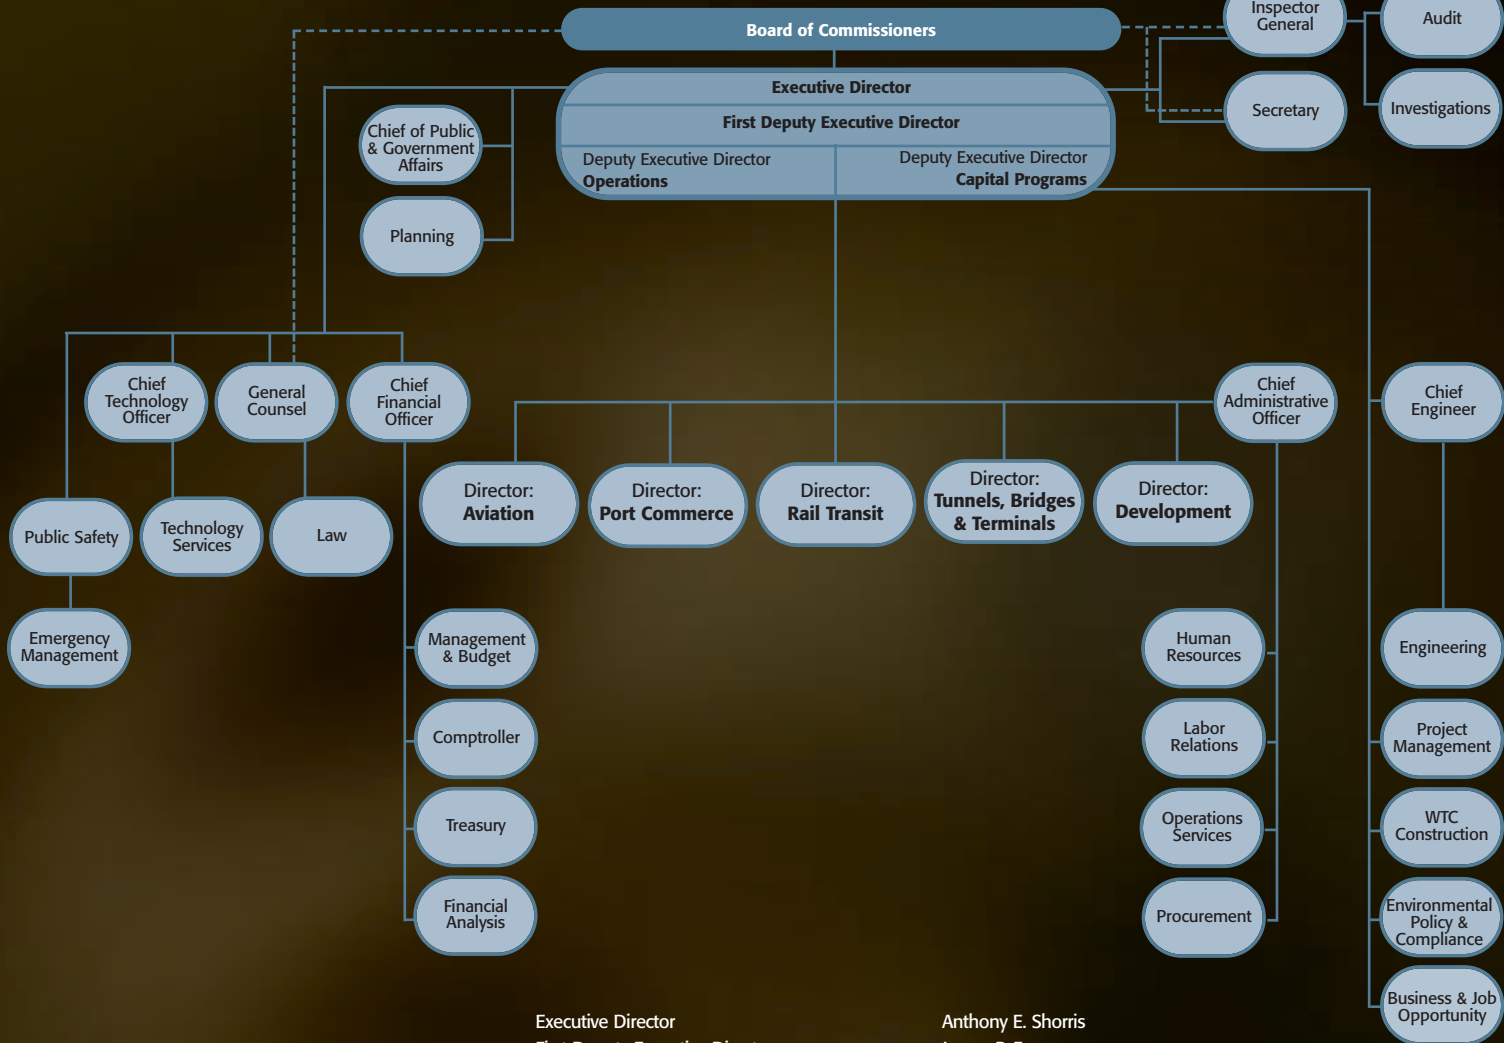 Board of Commissioners
Inspector
General
Audit
Secretary
Investigations
Executive Director
First Deputy Executive Director
Deputy Executive Director
Operations
Deputy Executive Director
Capital Programs
Chief of Public
& Government
Affairs
Planning
Chief
Technology
Officer
General
Counsel
Chief
Financial
Officer
Chief
Administrative
Officer
Chief
Engineer
Director:
Aviation
Director:
Port Commerce
Director:
Rail Transit
Director:
Tunnels, Bridges
& Terminals
Director:
Development
Public Safety
Technology
Services
Law
Emergency
Management
Management
& Budget
Comptroller
Treasury
Financial
Analysis
Human
Resources
Labor
Relations
Operations
Services
Procurement
Engineering
Project
Management
WTC
Construction
Environmental
Policy &
Compliance
Business & Job
Opportunity
Executive Director
Anthony E. Shorris
First Deputy Executive Director